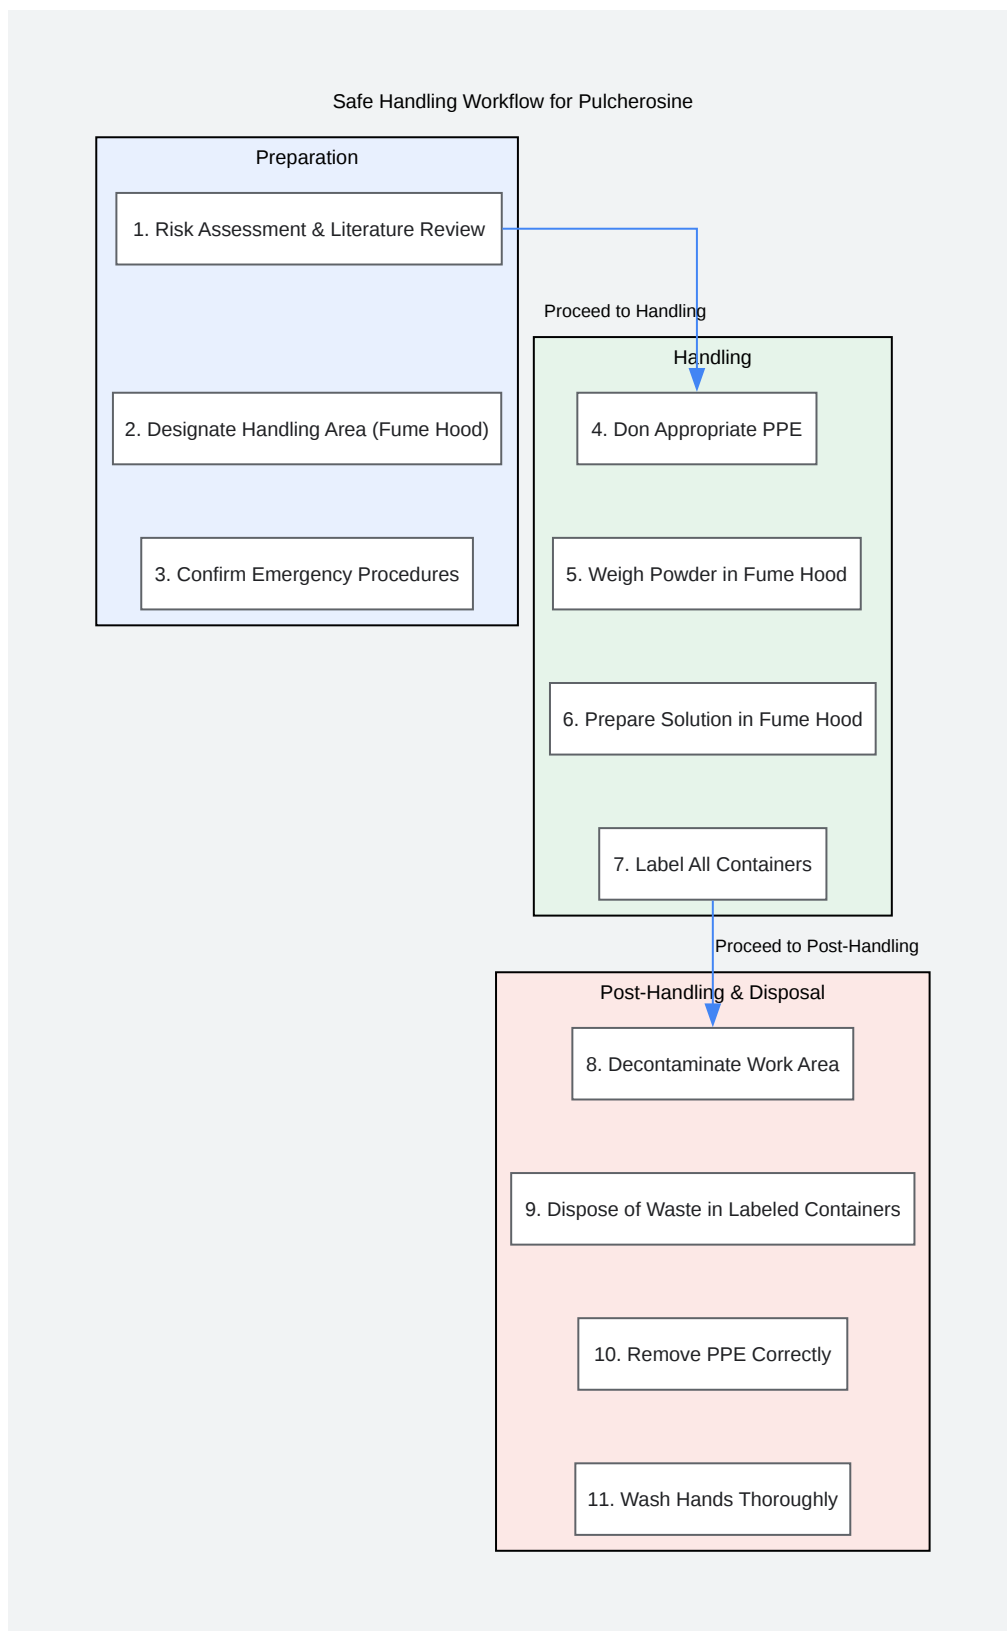 Safe Handling Workflow for Pulcherosine
Preparation
1. Risk Assessment & Literature Review
2. Designate Handling Area (Fume Hood)
3. Confirm Emergency Procedures
Proceed to Handling
Handling
4. Don Appropriate PPE
5. Weigh Powder in Fume Hood
6. Prepare Solution in Fume Hood
7. Label All Containers
Proceed to Post-Handling
Post-Handling & Disposal
8. Decontaminate Work Area
9. Dispose of Waste in Labeled Containers
10. Remove PPE Correctly
11. Wash Hands Thoroughly